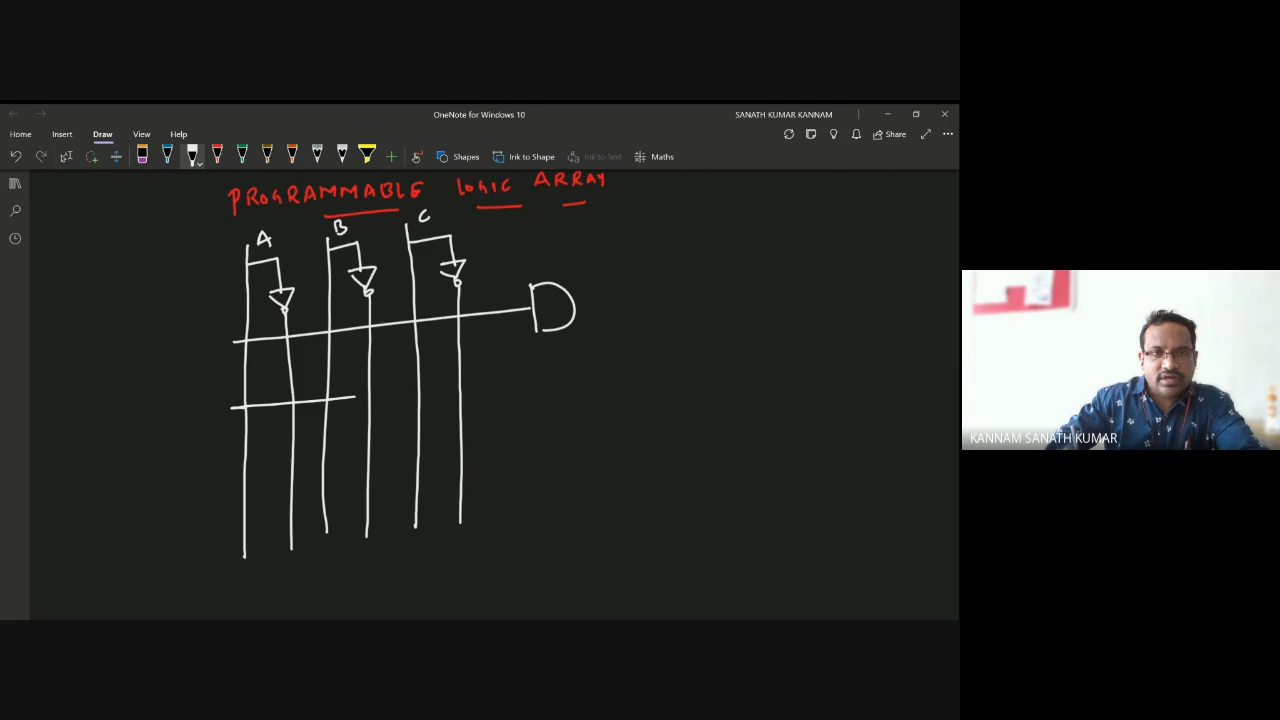 OneNote for Windows 10
SANATH KUMAR KANNAM
Home Insert Draw View Help
Share
Shapes Ink to Shape Ink to Text Maths
PROGRAMMABLE LOGIC ARRAY
A B C
KANNAM SANATH KUMAR